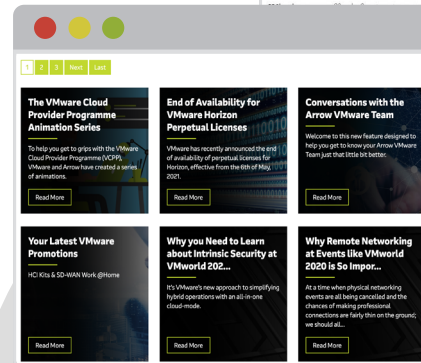 1 2 3 Next Last
The VMware Cloud
Provider Programme
Animation Series
To help you get to grips with the VMware
Cloud Provider Programme (VCPP),
VMware and Arrow have created a series
of animations.
Read More
End of Availability for
VMware Horizon
Perpetual Licenses
VMware has recently announced the end
of availability of perpetual licenses for
Horizon, effective from the 6th of May,
2021.
Read More
Conversations with the
Arrow VMware Team
Welcome to this new feature designed to
help you get to know your Arrow VMware
Team just that little bit better.
Read More
Your Latest VMware
Promotions
HCI Kits & SD-WAN Work @Home
Read More
Why you Need to Learn
about Intrinsic Security at
VMworld 202...
It's VMware's new approach to simplifying
hybrid operations with an all-in-one
cloud-mode.
Read More
Why Remote Networking
at Events like VMworld
2020 is So Impor...
At a time when physical networking
events are all being cancelled and the
chances of making professional
connections are fairly thin on the ground;
we should all...
Read More